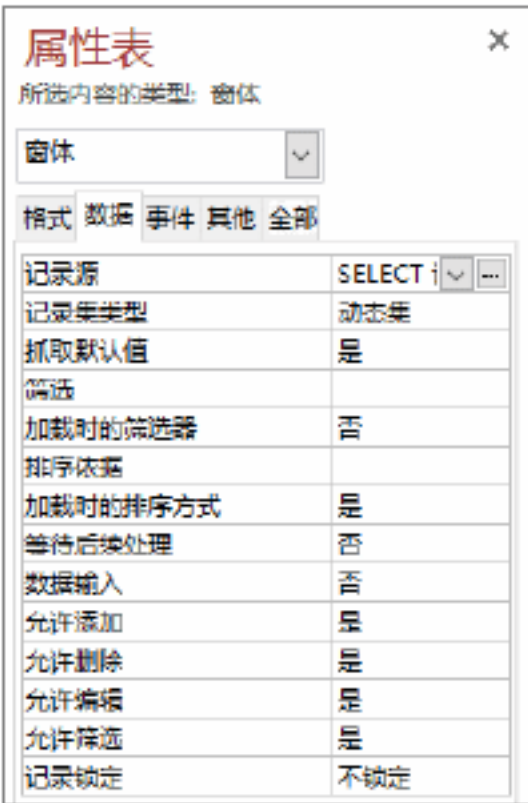 属性表
所选内容的类型: 窗体
窗体
格式 数据 事件 其他 全部
记录源 SELECT
记录集类型 动态集
抓取默认值 是
筛选
加载时的筛选器 否
排序依据
加载时的排序方式 是
等待后续处理 否
数据输入 否
允许添加 是
允许删除 是
允许编辑 是
允许筛选 是
记录锁定 不锁定